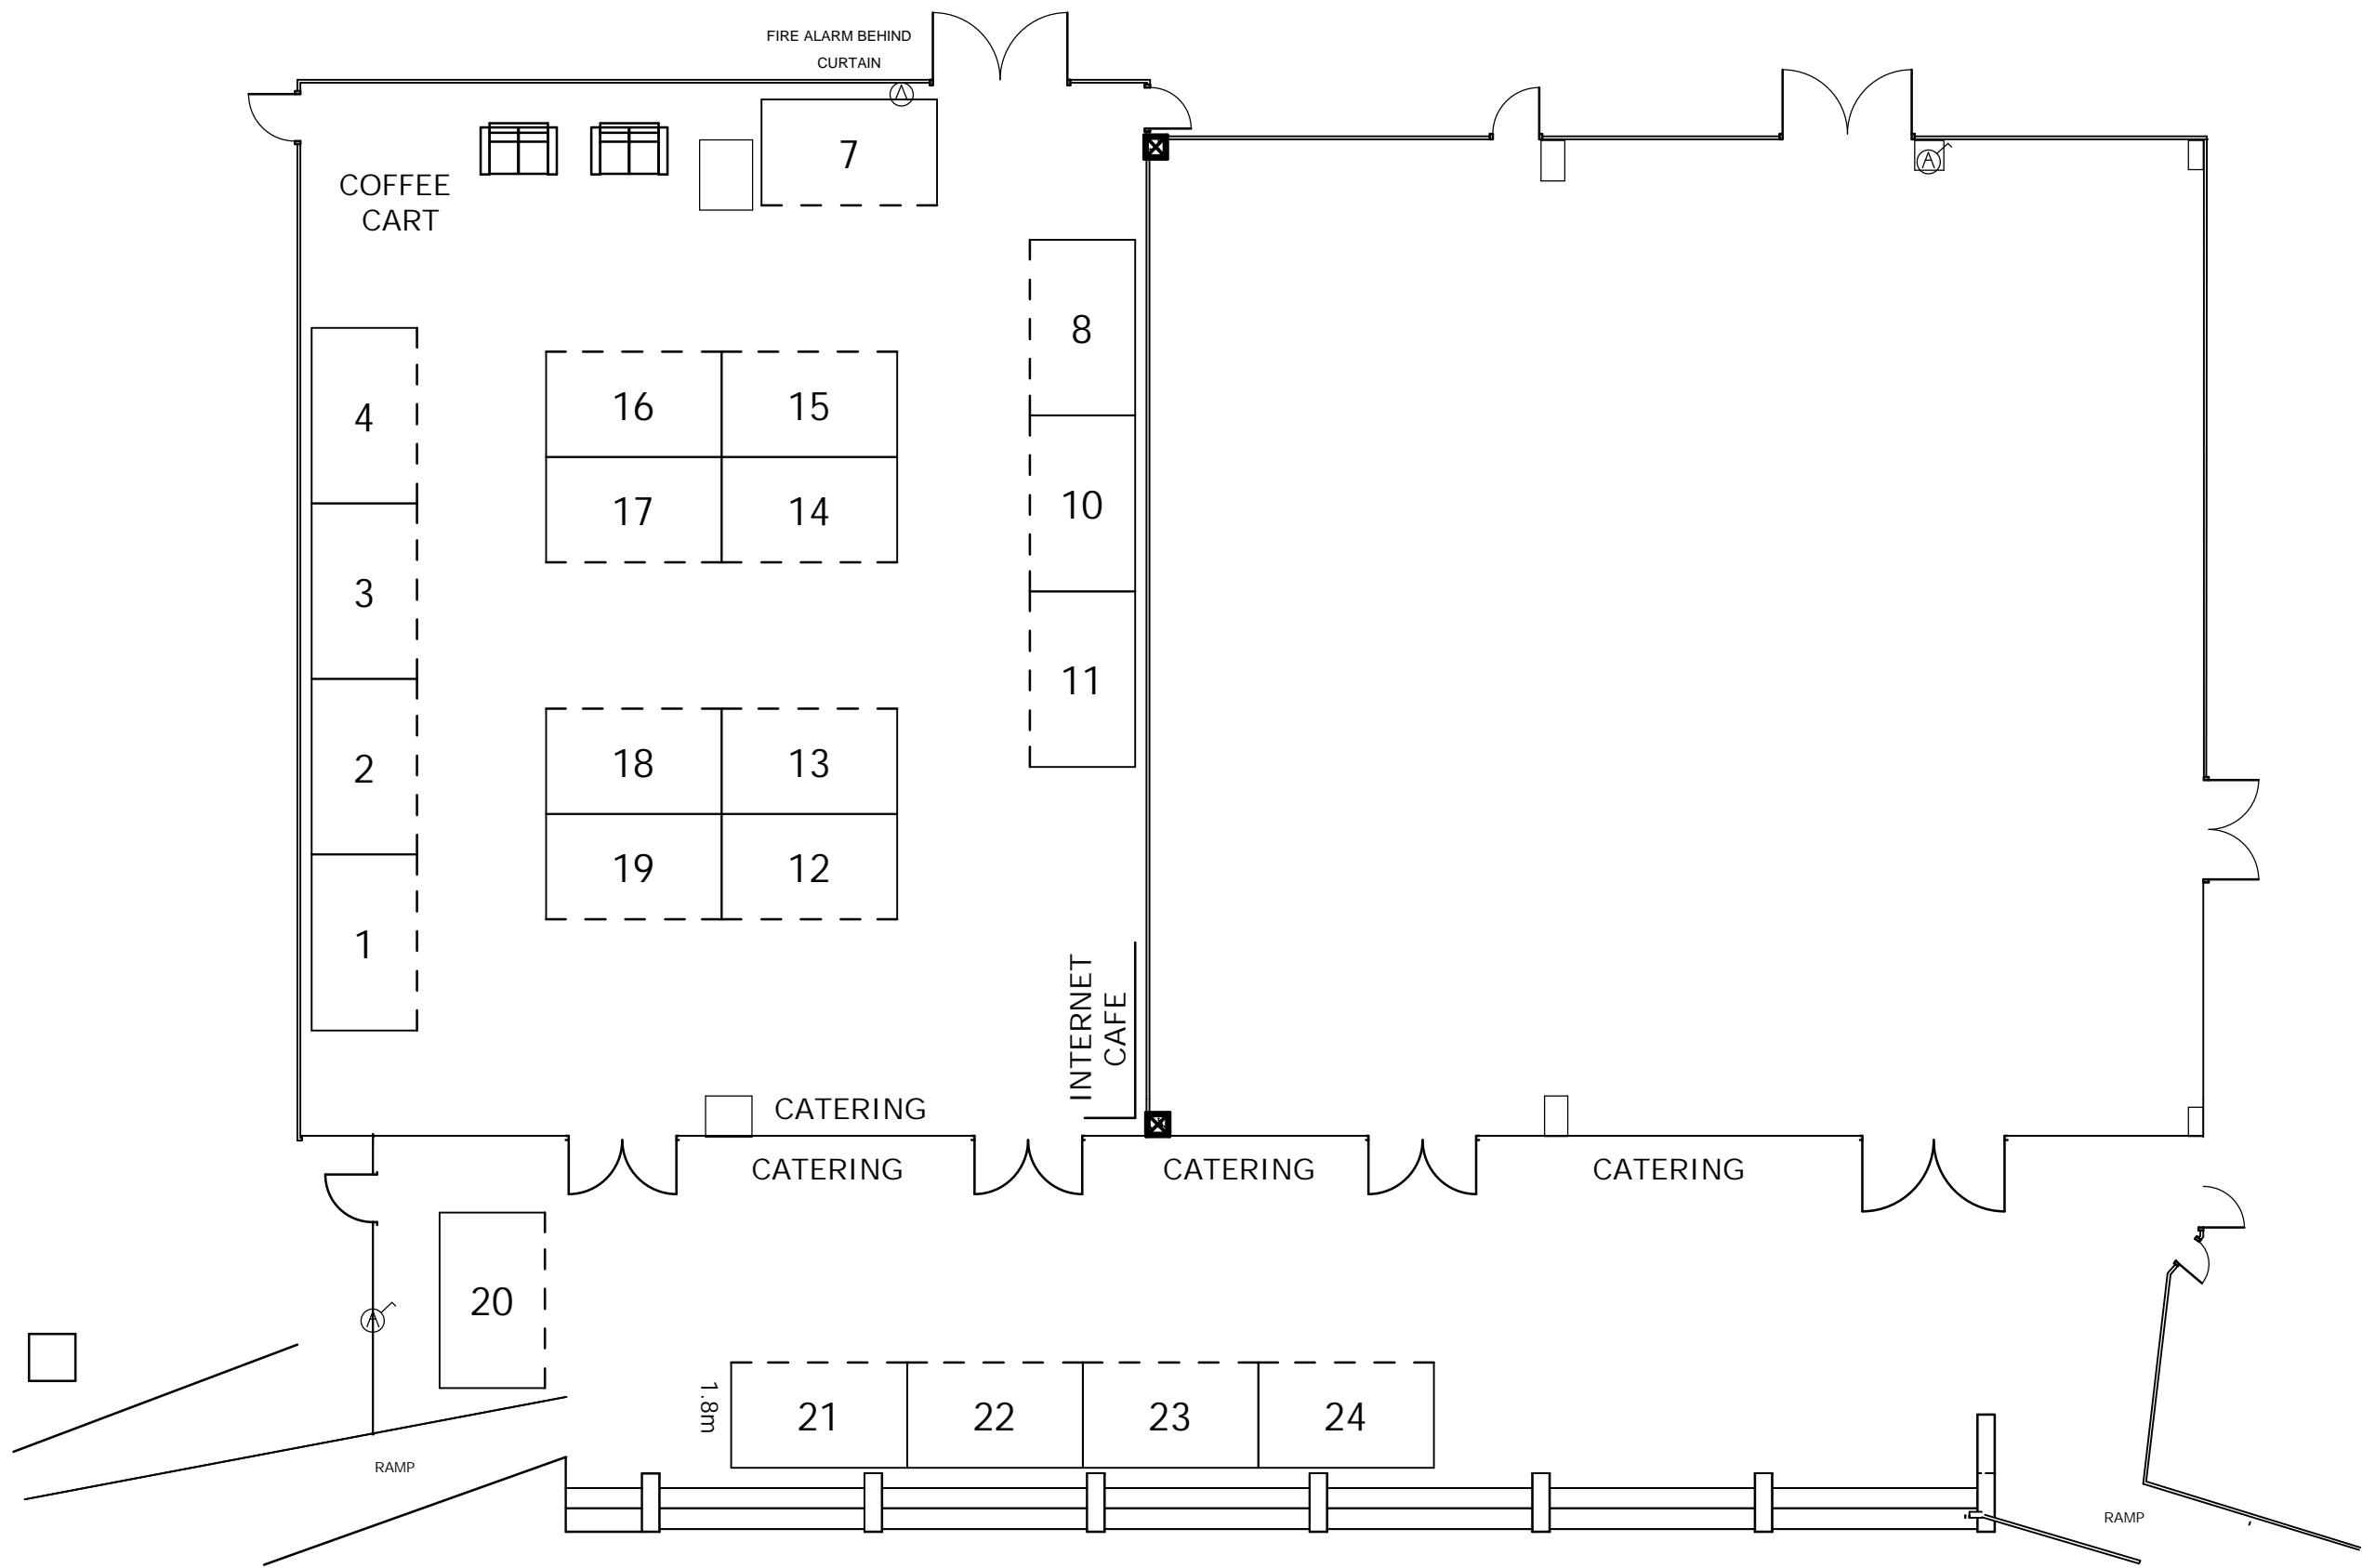 FIRE ALARM BEHIND
CURTAIN
A
A
7
COFFEE
CART
8
4
16
15
17
14
10
3
11
18
13
2
19
12
1
INTERNET
CAFE
CATERING
CATERING
CATERING
CATERING
20
A
1.8m
21
22
23
24
RAMP
RAMP